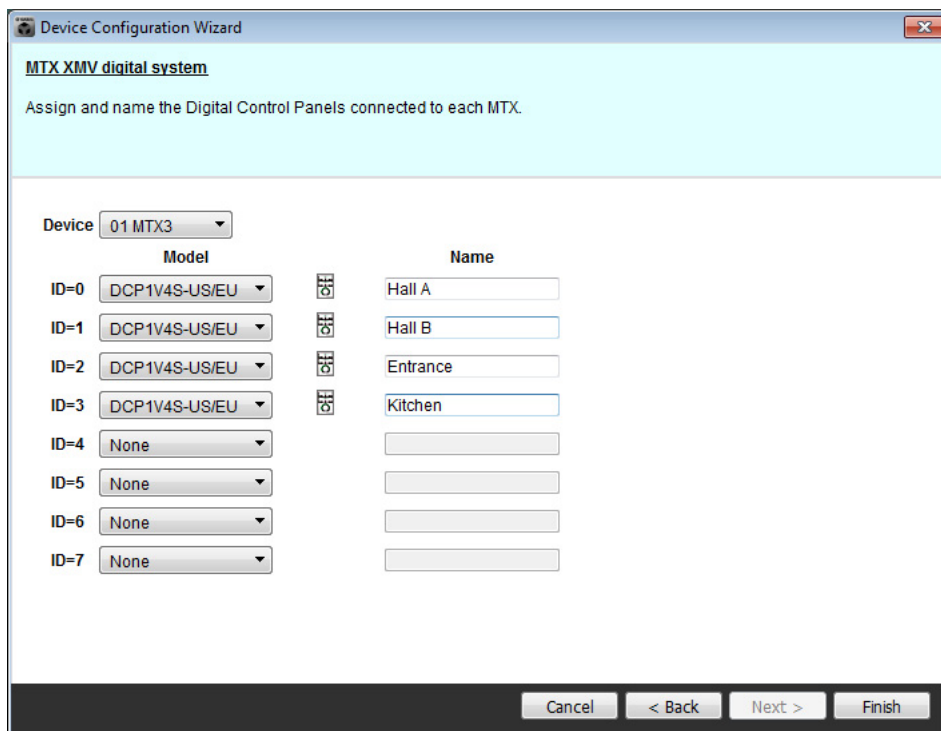 Device Configuration Wizard
MTX XMV digital system
Assign and name the Digital Control Panels connected to each MTX.
Device 01 MTX3
Model Name
ID=0 DCP1V4S-US/EU Hall A
ID=1 DCP1V4S-US/EU Hall B
ID=2 DCP1V4S-US/EU Entrance
ID=3 DCP1V4S-US/EU Kitchen
ID=4 None
ID=5 None
ID=6 None
ID=7 None
Cancel < Back Next > Finish